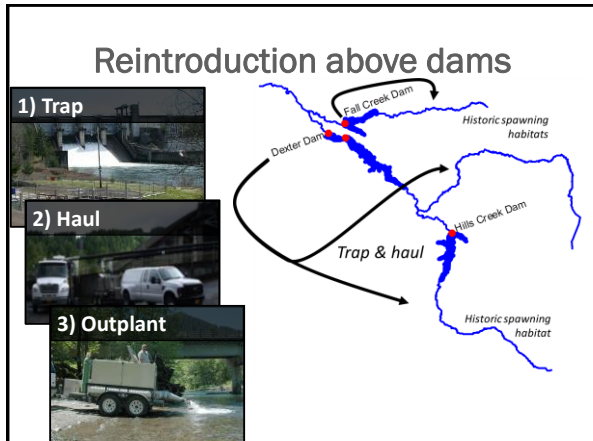 Reintroduction above dams
1) Trap
2) Haul
3) Outplant
Fall Creek Dam
Historic spawning
habitats
Dexter Dam
Hills Creek Dam
Trap & haul
Historic spawning
habitat